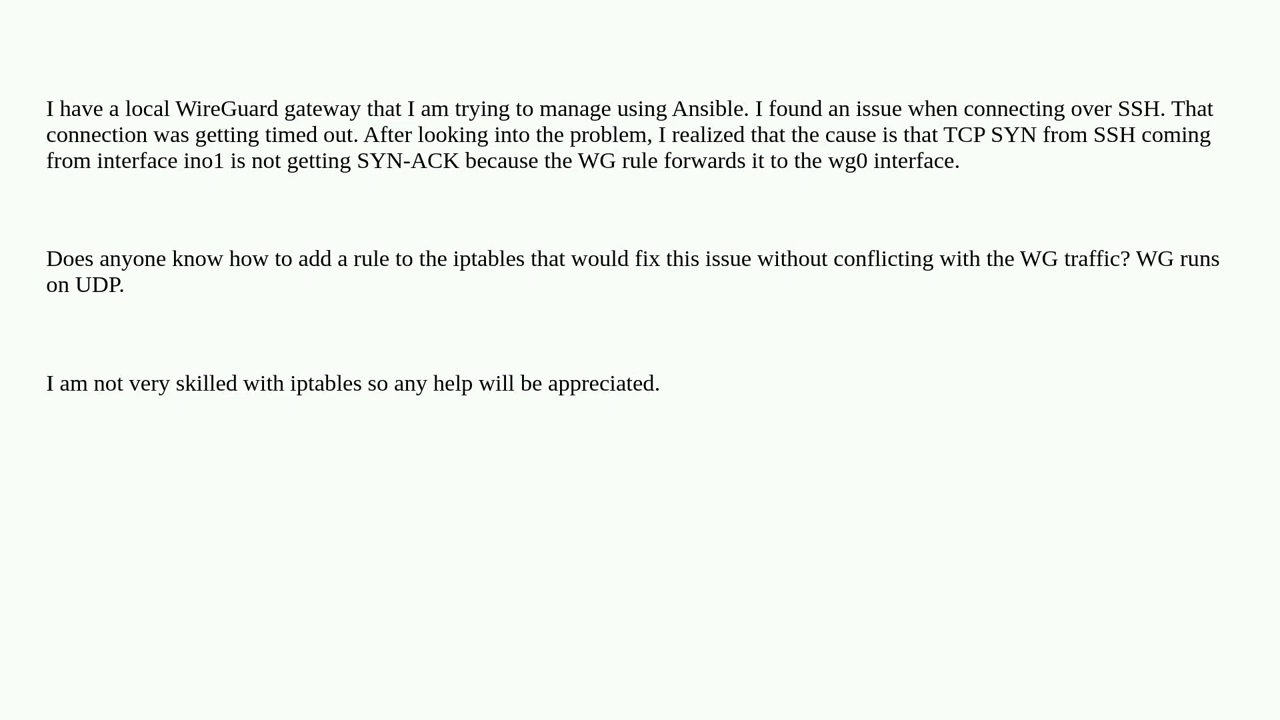 I have a local WireGuard gateway that I am trying to manage using Ansible. I found an issue when connecting over SSH. That
connection was getting timed out. After looking into the problem, I realized that the cause is that TCP SYN from SSH coming
from interface ino1 is not getting SYN-ACK because the WG rule forwards it to the wg0 interface.
Does anyone know how to add a rule to the iptables that would fix this issue without conflicting with the WG traffic? WG runs
on UDP.
I am not very skilled with iptables so any help will be appreciated.